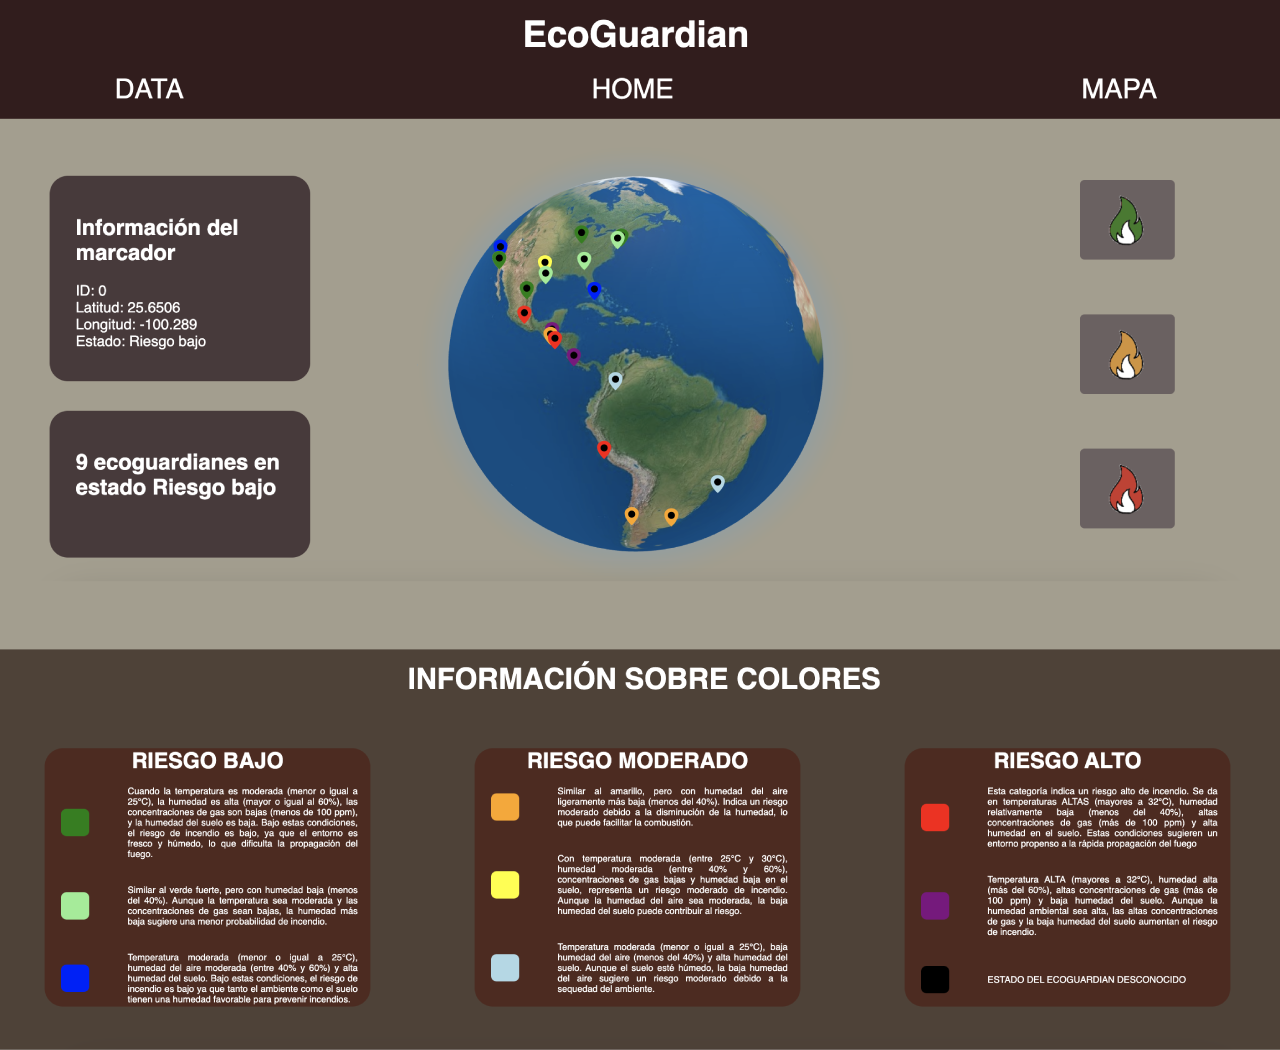 EcoGuardian
DATA
HOME
MAPA
Información del
marcador
ID: 0
Latitud: 25.6506
Longitud: -100.289
Estado: Riesgo bajo
9 ecoguardianes en
estado Riesgo bajo
INFORMACIÓN SOBRE COLORES
RIESGO BAJO
Cuando la temperatura es moderada (menor o igual a
25°C), la humedad es alta (mayor o igual al 60%), las
concentraciones de gas son bajas (menos de 100 ppm),
y la humedad del suelo es baja. Bajo estas condiciones,
el riesgo de incendio es bajo, ya que el entorno es
fresco y húmedo, lo que dificulta la propagación del
fuego.
Similar al verde fuerte, pero con humedad baja (menos
del 40%). Aunque la temperatura sea moderada y las
concentraciones de gas sean bajas, la humedad más
baja sugiere una menor probabilidad de incendio.
Temperatura moderada (menor o igual a 25°C),
humedad del aire moderada (entre 40% y 60%) y alta
humedad del suelo. Bajo estas condiciones, el riesgo de
incendio es bajo ya que tanto el ambiente como el suelo
tienen una humedad favorable para prevenir incendios.
RIESGO MODERADO
Similar al amarillo, pero con humedad del aire
ligeramente más baja (menos del 40%). Indica un riesgo
moderado debido a la disminución de la humedad, lo
que puede facilitar la combustión.
Con temperatura moderada (entre 25°C y 30°C),
humedad moderada (entre 40% y 60%),
concentraciones de gas bajas y humedad baja en el
suelo, representa un riesgo moderado de incendio.
Aunque la humedad del aire sea moderada, la baja
humedad del suelo puede contribuir al riesgo.
Temperatura moderada (menor o igual a 25°C), baja
humedad del aire (menos del 40%) y alta humedad del
suelo. Aunque el suelo esté húmedo, la baja humedad
del aire sugiere un riesgo moderado debido a la
sequedad del ambiente.
RIESGO ALTO
Esta categoría indica un riesgo alto de incendio. Se da
en temperaturas ALTAS (mayores a 32°C), humedad
relativamente baja (menos del 40%), altas
concentraciones de gas (más de 100 ppm) y alta
humedad en el suelo. Estas condiciones sugieren un
entorno propenso a la rápida propagación del fuego
Temperatura ALTA (mayores a 32°C), humedad alta
(más del 60%), altas concentraciones de gas (más de
100 ppm) y baja humedad del suelo. Aunque la
humedad ambiental sea alta, las altas concentraciones
de gas y la baja humedad del suelo aumentan el riesgo
de incendio.
ESTADO DEL ECOGUARDIAN DESCONOCIDO